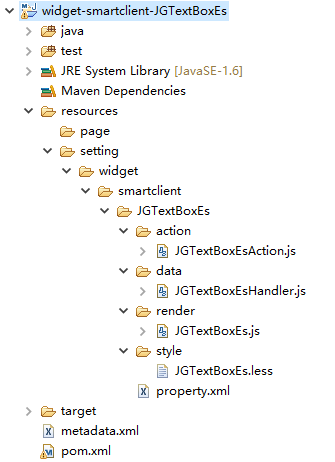 widget-smartclient-JGTextBoxEs
java
test
JRE System Library [JavaSE-1.6]
Maven Dependencies
resources
page
setting
widget
smartclient
JGTextBoxEs
action
JGTextBoxEsAction.js
data
JGTextBoxEsHandler.js
render
JGTextBoxEs.js
style
JGTextBoxEs.less
property.xml
target
metadata.xml
pom.xml